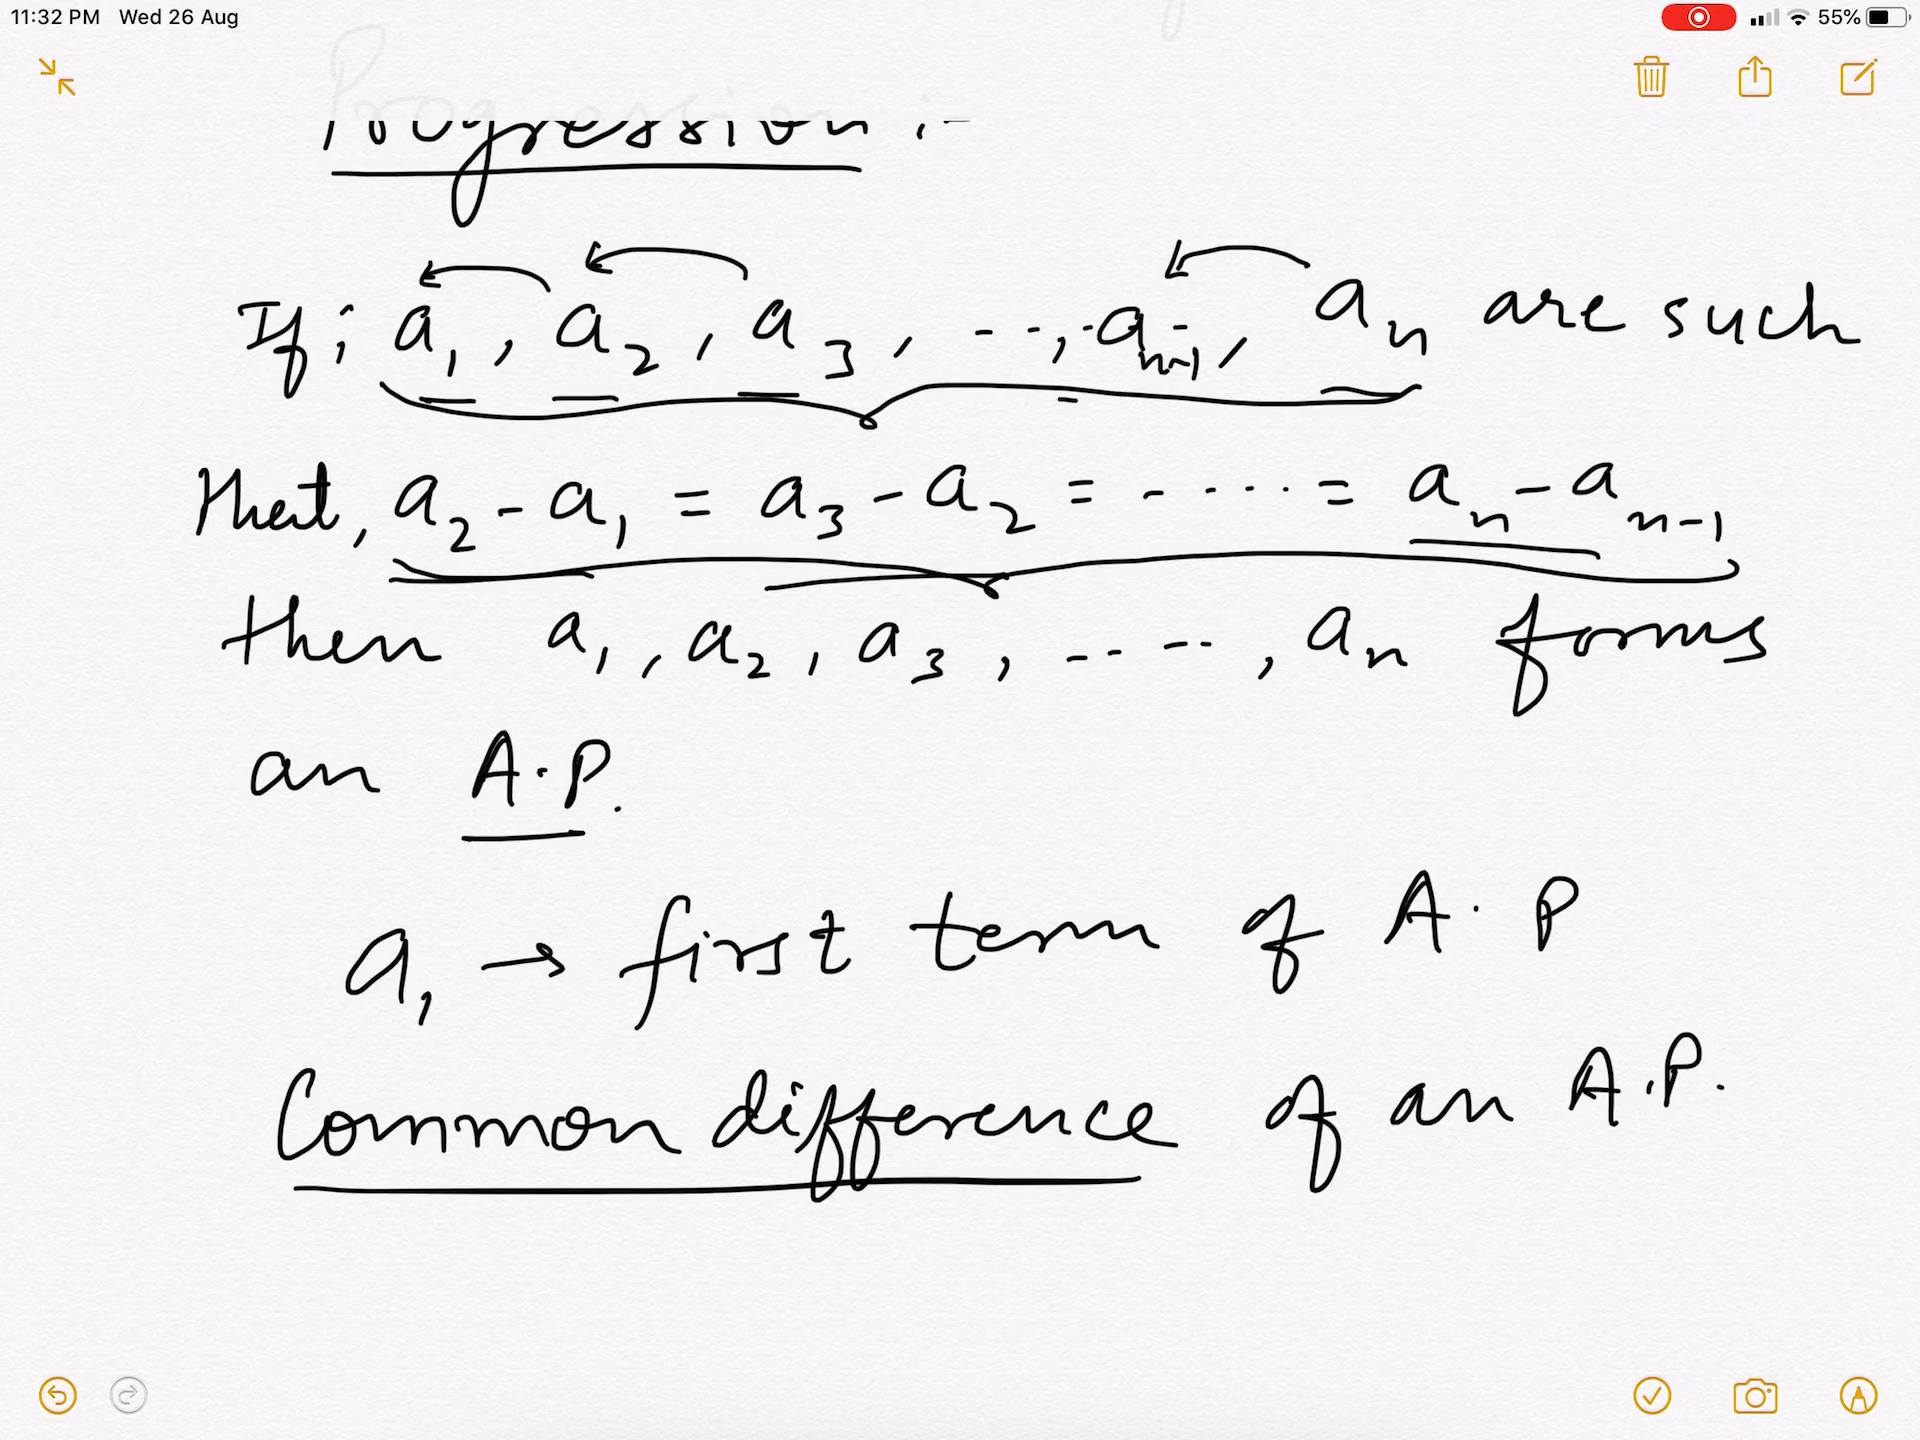 11:32 PM Wed 26 Aug 55%
Progression :-
If; a₁, a₂, a₃, ----, aₙ₋₁, aₙ are such
that, a₂ - a₁ = a₃ - a₂ = - ···· = aₙ - aₙ₋₁
then a₁, a₂, a₃, ---- --, aₙ forms
an A.P.
a₁ → first term of A.P
Common difference of an A.P.